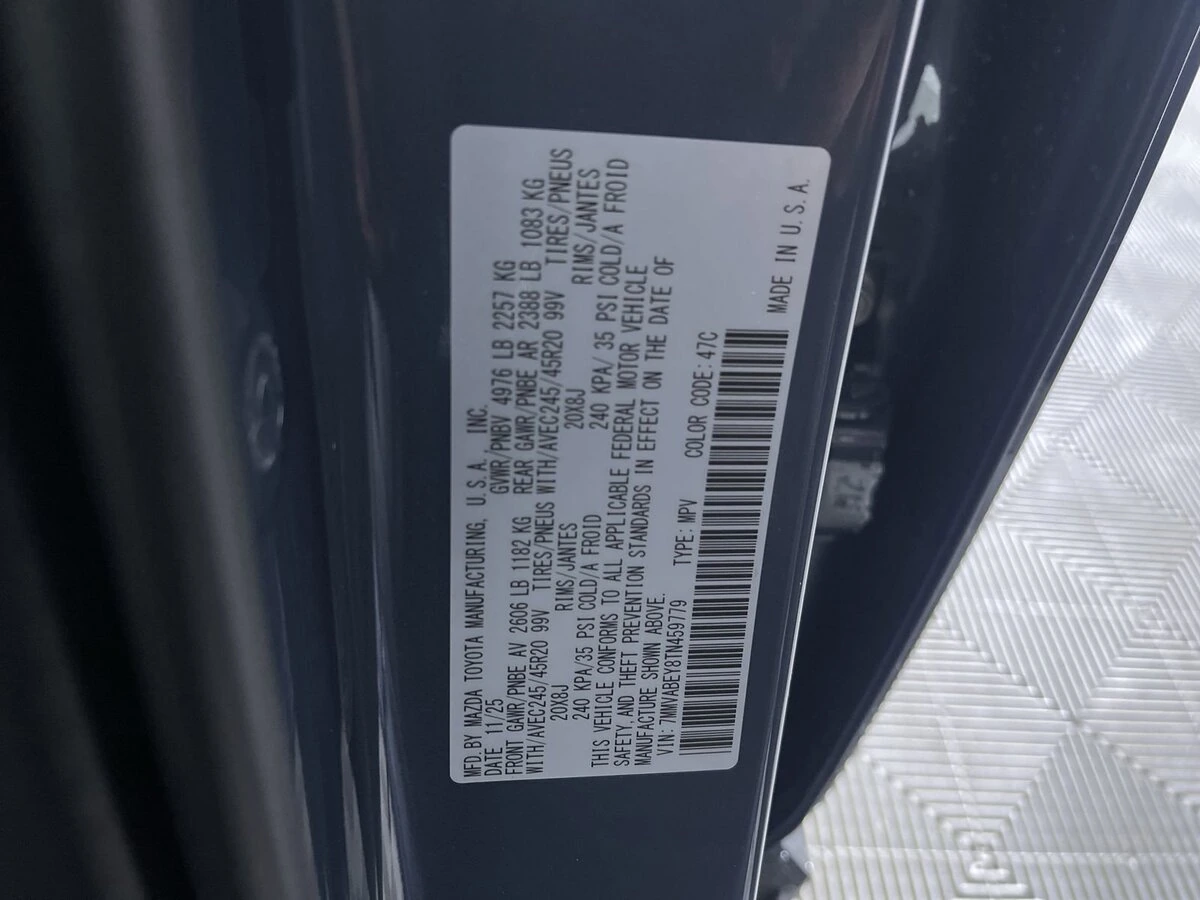 MFD. BY MAZDA TOYOTA MANUFACTURING, U.S.A., INC.
DATE 11/25 GVWR/PNBV 4976 LB 2257 KG
FRONT GAWR/PNBE AV 2606 LB 1182 KG REAR GAWR/PNBE AR 2388 LB 1083 KG
WITH/AVEC245/45R20 99V TIRES/PNEUS WITH/AVEC245/45R20 99V TIRES/PNEUS
20X8J RIMS/JANTES 20X8J RIMS/JANTES
240 KPA/35 PSI COLD/A FROID 240 KPA/ 35 PSI COLD/A FROID
THIS VEHICLE CONFORMS TO ALL APPLICABLE FEDERAL MOTOR VEHICLE
SAFETY, AND THEFT PREVENTION STANDARDS IN EFFECT ON THE DATE OF
MANUFACTURE SHOWN ABOVE.
VIN: 7MMVABEY8TN459779 TYPE: MPV COLOR CODE: 47C
MADE IN U.S.A.